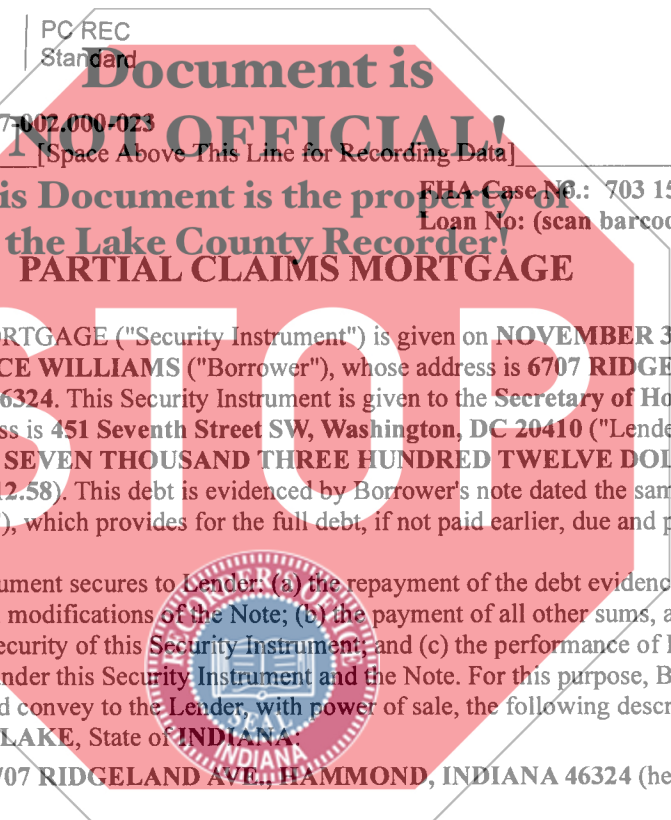 PC REC
Standard
Document is
NOT OFFICIAL!
7-002.000-023
[Space Above This Line for Recording Data]
is Document is the property of
the Lake County Recorder!
FHA Case No.: 703 15
Loan No: (scan barcod
PARTIAL CLAIMS MORTGAGE
STOP
ORTGAGE ("Security Instrument") is given on NOVEMBER 3
CE WILLIAMS ("Borrower"), whose address is 6707 RIDGE
6324. This Security Instrument is given to the Secretary of Ho
ss is 451 Seventh Street SW, Washington, DC 20410 ("Lende
SEVEN THOUSAND THREE HUNDRED TWELVE DOL
12.58). This debt is evidenced by Borrower's note dated the sam
"), which provides for the full debt, if not paid earlier, due and p
ument secures to Lender: (a) the repayment of the debt evidenc
modifications of the Note; (b) the payment of all other sums, a
ecurity of this Security Instrument; and (c) the performance of
nder this Security Instrument and the Note. For this purpose, B
d convey to the Lender, with power of sale, the following descr
LAKE, State of INDIANA:
RECORDER'S OFFICE
SEAL
INDIANA
707 RIDGELAND AVE., HAMMOND, INDIANA 46324 (he